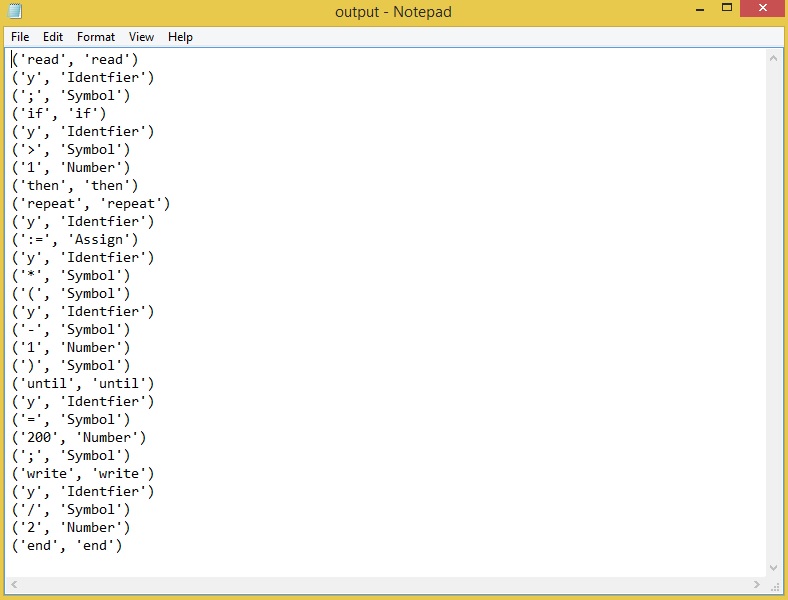 output - Notepad
File Edit Format View Help
('read', 'read')
('y', 'Identfier')
(';', 'Symbol')
('if', 'if')
('y', 'Identfier')
('>', 'Symbol')
('1', 'Number')
('then', 'then')
('repeat', 'repeat')
('y', 'Identfier')
(':=', 'Assign')
('y', 'Identfier')
('*', 'Symbol')
('(', 'Symbol')
('y', 'Identfier')
('-', 'Symbol')
('1', 'Number')
(')', 'Symbol')
('until', 'until')
('y', 'Identfier')
('=', 'Symbol')
('200', 'Number')
(';', 'Symbol')
('write', 'write')
('y', 'Identfier')
('/', 'Symbol')
('2', 'Number')
('end', 'end')